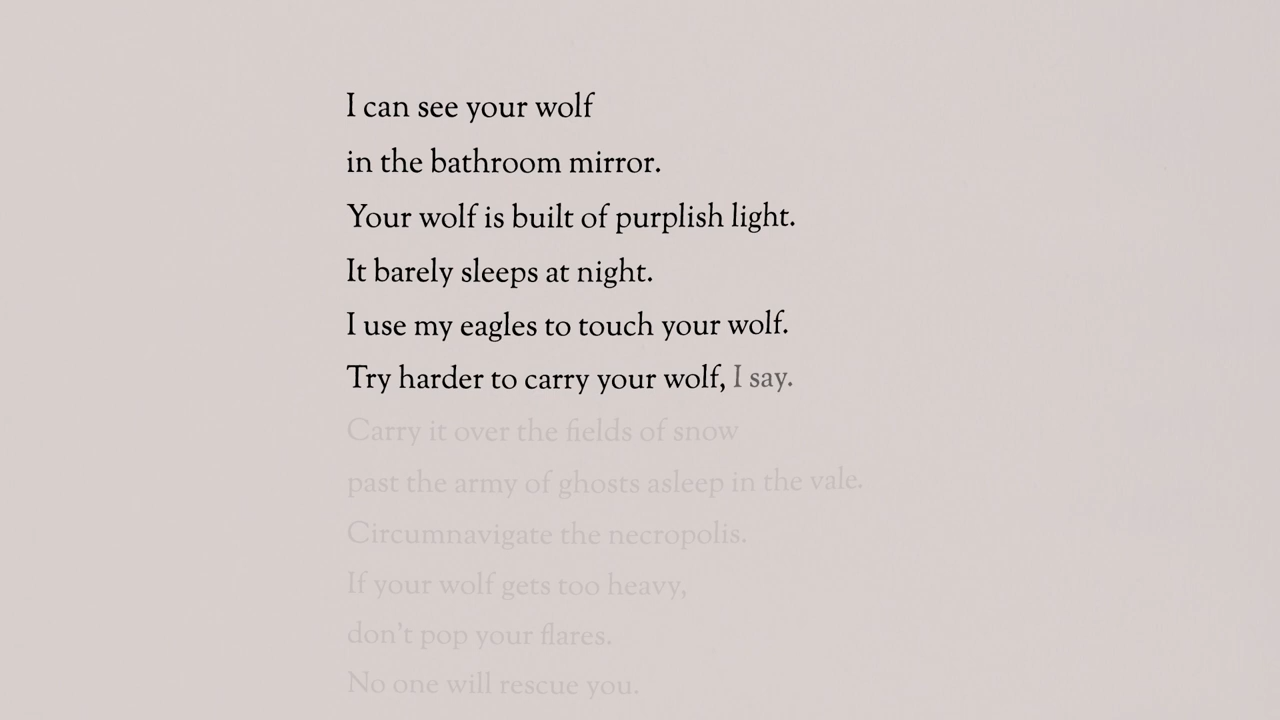 I can see your wolf
in the bathroom mirror.
Your wolf is built of purplish light.
It barely sleeps at night.
I use my eagles to touch your wolf.
Try harder to carry your wolf, I say.
Carry it over the fields of snow
past the army of ghosts asleep in the vale.
Circumnavigate the necropolis.
If your wolf gets too heavy,
don't pop your flares.
No one will rescue you.